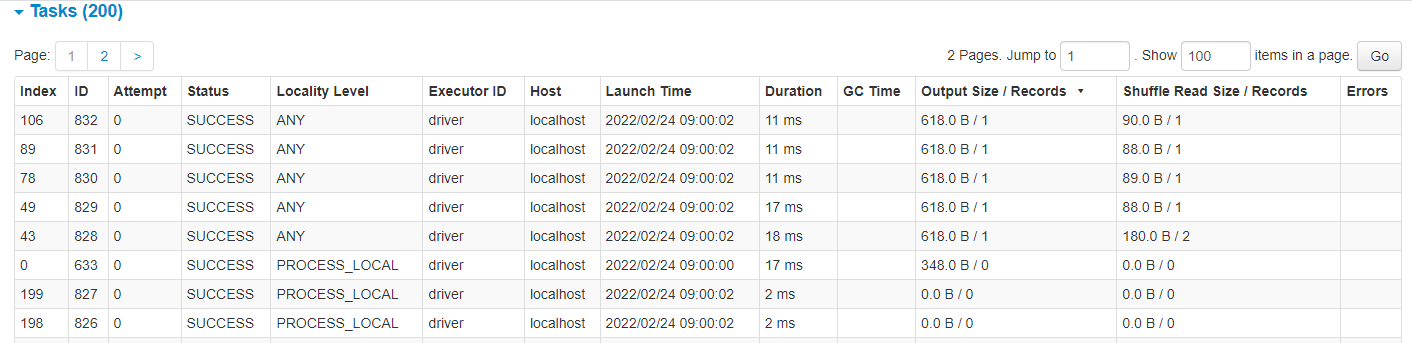 Tasks (200)
Page: 1 2 > 2 Pages. Jump to 1 . Show 100 items in a page. Go
Index ID Attempt Status Locality Level Executor ID Host Launch Time Duration GC Time Output Size / Records Shuffle Read Size / Records Errors
106 832 0 SUCCESS ANY driver localhost 2022/02/24 09:00:02 11 ms 618.0 B / 1 90.0 B / 1
89 831 0 SUCCESS ANY driver localhost 2022/02/24 09:00:02 11 ms 618.0 B / 1 88.0 B / 1
78 830 0 SUCCESS ANY driver localhost 2022/02/24 09:00:02 11 ms 618.0 B / 1 89.0 B / 1
49 829 0 SUCCESS ANY driver localhost 2022/02/24 09:00:02 17 ms 618.0 B / 1 88.0 B / 1
43 828 0 SUCCESS ANY driver localhost 2022/02/24 09:00:02 18 ms 618.0 B / 1 180.0 B / 2
0 633 0 SUCCESS PROCESS_LOCAL driver localhost 2022/02/24 09:00:00 17 ms 348.0 B / 0 0.0 B / 0
199 827 0 SUCCESS PROCESS_LOCAL driver localhost 2022/02/24 09:00:02 2 ms 0.0 B / 0 0.0 B / 0
198 826 0 SUCCESS PROCESS_LOCAL driver localhost 2022/02/24 09:00:02 2 ms 0.0 B / 0 0.0 B / 0